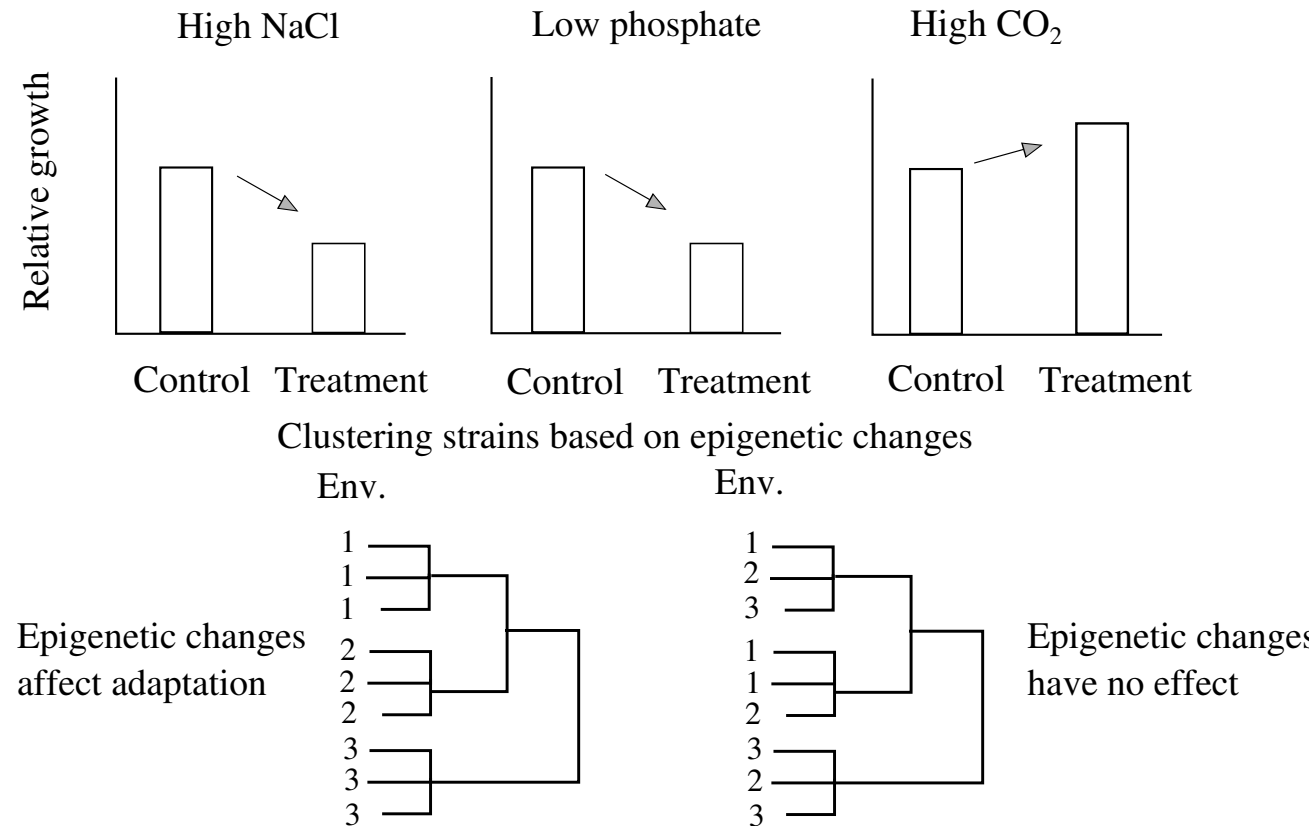 High NaCl
Low phosphate
High CO₂
Relative growth
Control Treatment
Control Treatment
Control Treatment
Clustering strains based on epigenetic changes
Env.
1
1
1
2
2
2
3
3
3
Epigenetic changes
affect adaptation
Env.
1
2
3
1
1
2
3
2
3
Epigenetic changes
have no effect